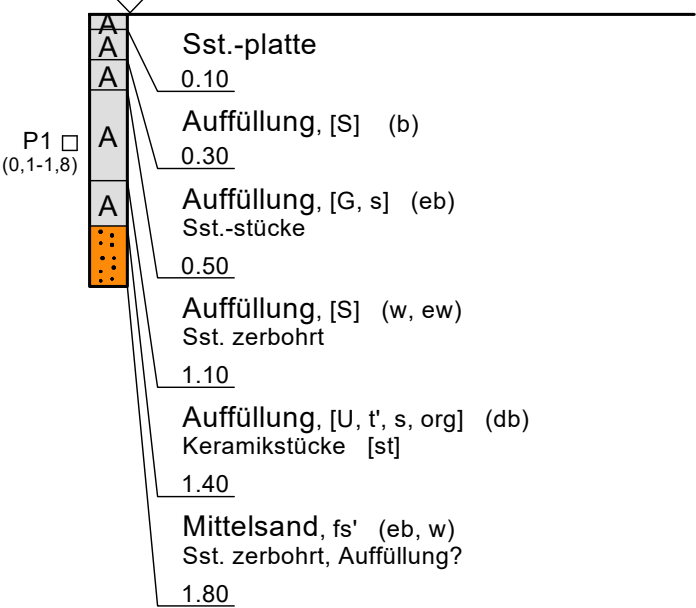 A
A
A
A
A
P1 □
(0,1-1,8)
Sst.-platte
0.10
Auffüllung, [S] (b)
0.30
Auffüllung, [G, s] (eb)
Sst.-stücke
0.50
Auffüllung, [S] (w, ew)
Sst. zerbohrt
1.10
Auffüllung, [U, t', s, org] (db)
Keramikstücke [st]
1.40
Mittelsand, fs' (eb, w)
Sst. zerbohrt, Auffüllung?
1.80